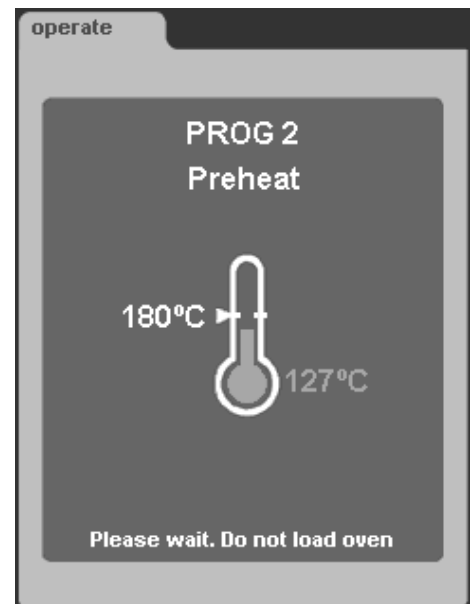 operate
PROG 2
Preheat
180ºC
127ºC
Please wait. Do not load oven